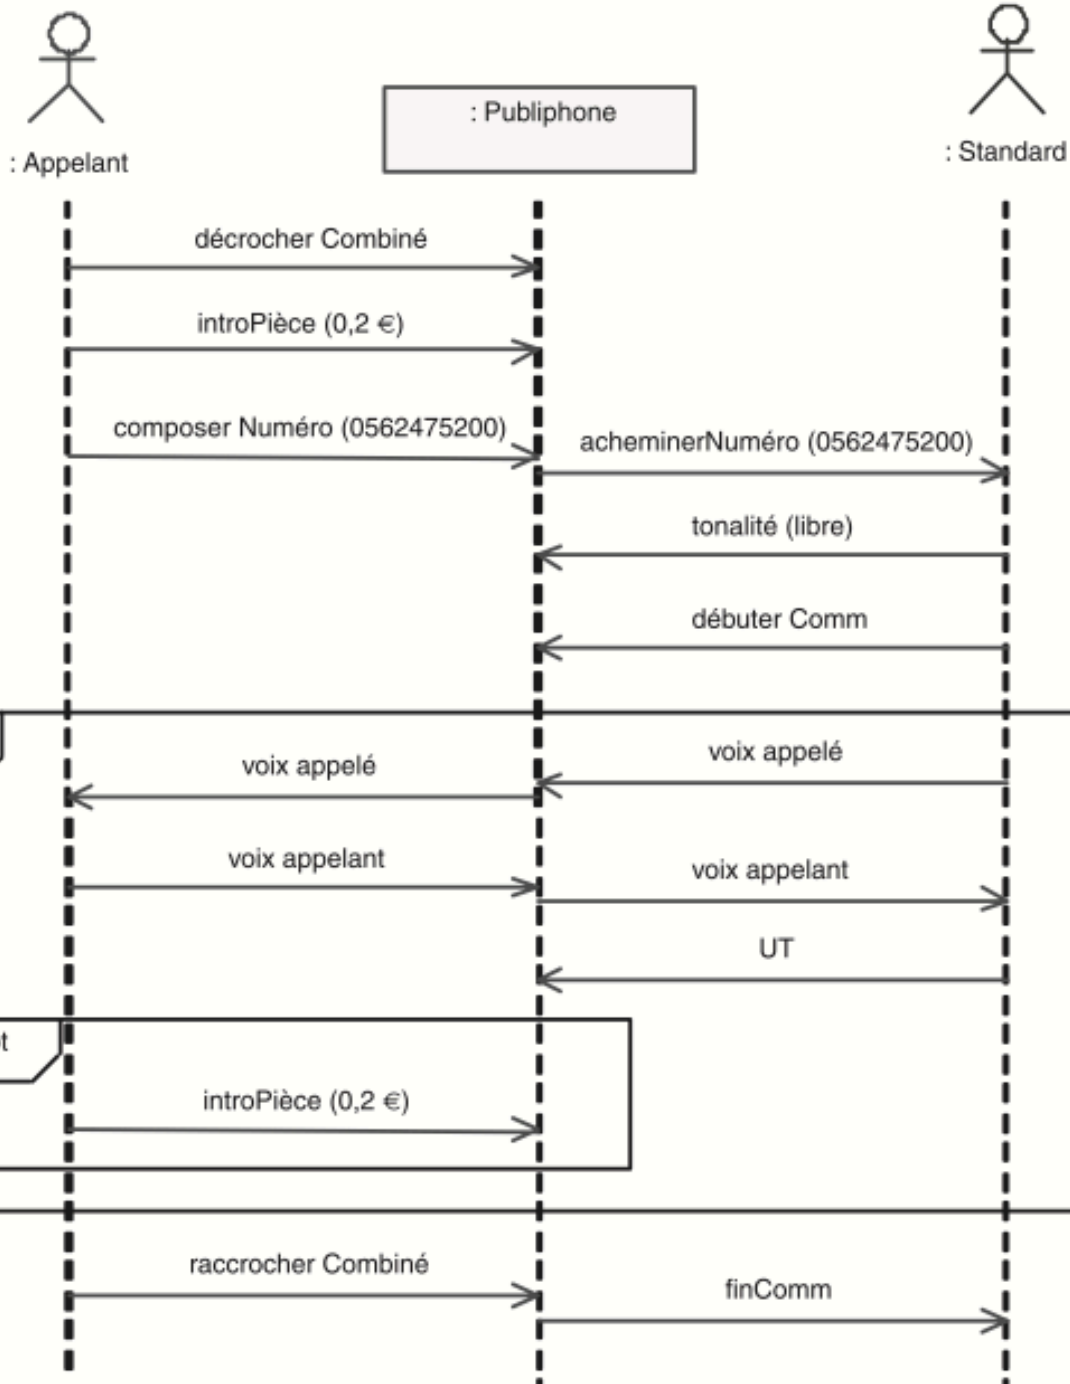 : Appelant
: Publiphone
: Standard
décrocher Combiné
introPièce (0,2 €)
composer Numéro (0562475200)
acheminerNuméro (0562475200)
tonalité (libre)
débuter Comm
voix appelé
voix appelé
voix appelant
voix appelant
UT
introPièce (0,2 €)
raccrocher Combiné
finComm